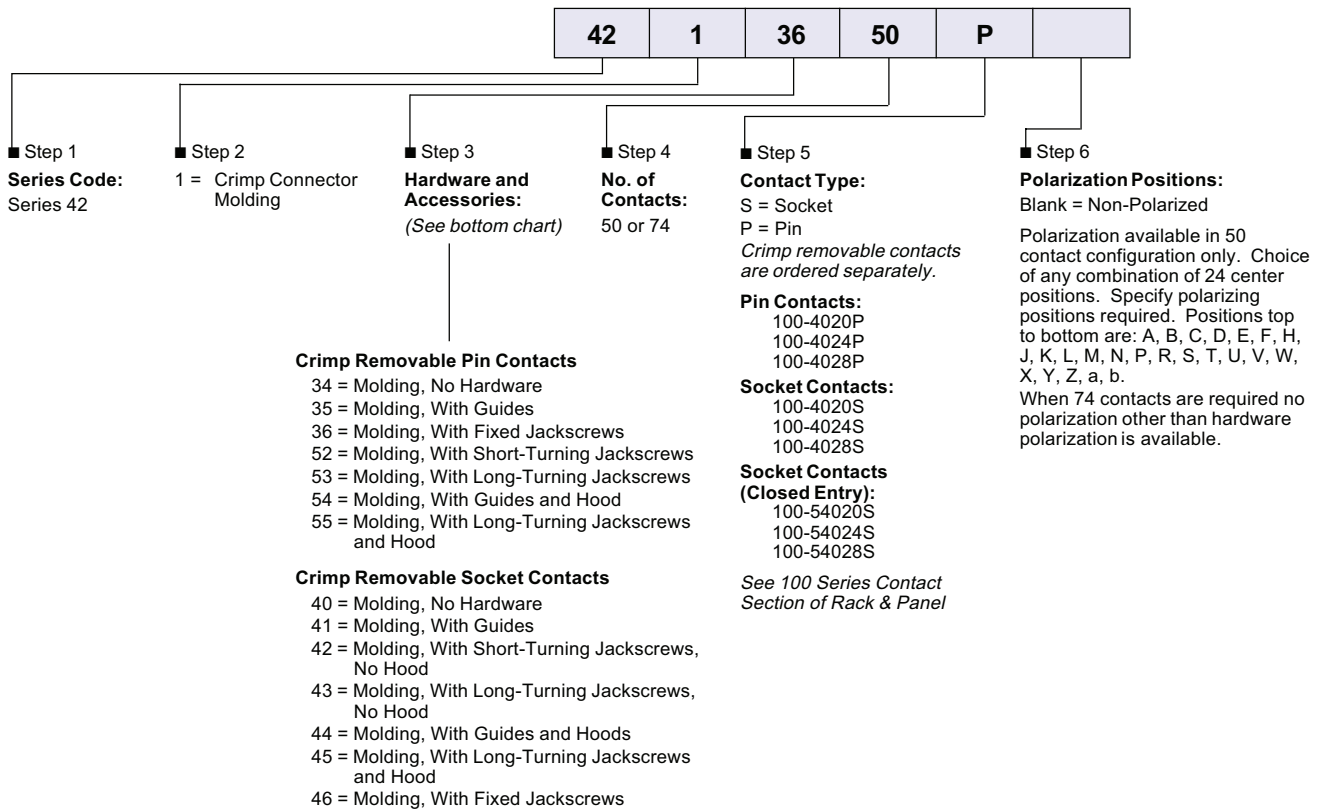 42 1 36 50 P
■ Step 1
Series Code:
Series 42
■ Step 2
1 = Crimp Connector
Molding
■ Step 3
Hardware and
Accessories:
(See bottom chart)
■ Step 4
No. of
Contacts:
50 or 74
■ Step 5
Contact Type:
S = Socket
P = Pin
Crimp removable contacts
are ordered separately.
Pin Contacts:
100-4020P
100-4024P
100-4028P
Socket Contacts:
100-4020S
100-4024S
100-4028S
Socket Contacts
(Closed Entry):
100-54020S
100-54024S
100-54028S
See 100 Series Contact
Section of Rack & Panel
■ Step 6
Polarization Positions:
Blank = Non-Polarized
Polarization available in 50
contact configuration only. Choice
of any combination of 24 center
positions. Specify polarizing
positions required. Positions top
to bottom are: A, B, C, D, E, F, H,
J, K, L, M, N, P, R, S, T, U, V, W,
X, Y, Z, a, b.
When 74 contacts are required no
polarization other than hardware
polarization is available.
Crimp Removable Pin Contacts
34 = Molding, No Hardware
35 = Molding, With Guides
36 = Molding, With Fixed Jackscrews
52 = Molding, With Short-Turning Jackscrews
53 = Molding, With Long-Turning Jackscrews
54 = Molding, With Guides and Hood
55 = Molding, With Long-Turning Jackscrews
and Hood
Crimp Removable Socket Contacts
40 = Molding, No Hardware
41 = Molding, With Guides
42 = Molding, With Short-Turning Jackscrews,
No Hood
43 = Molding, With Long-Turning Jackscrews,
No Hood
44 = Molding, With Guides and Hoods
45 = Molding, With Long-Turning Jackscrews
and Hood
46 = Molding, With Fixed Jackscrews